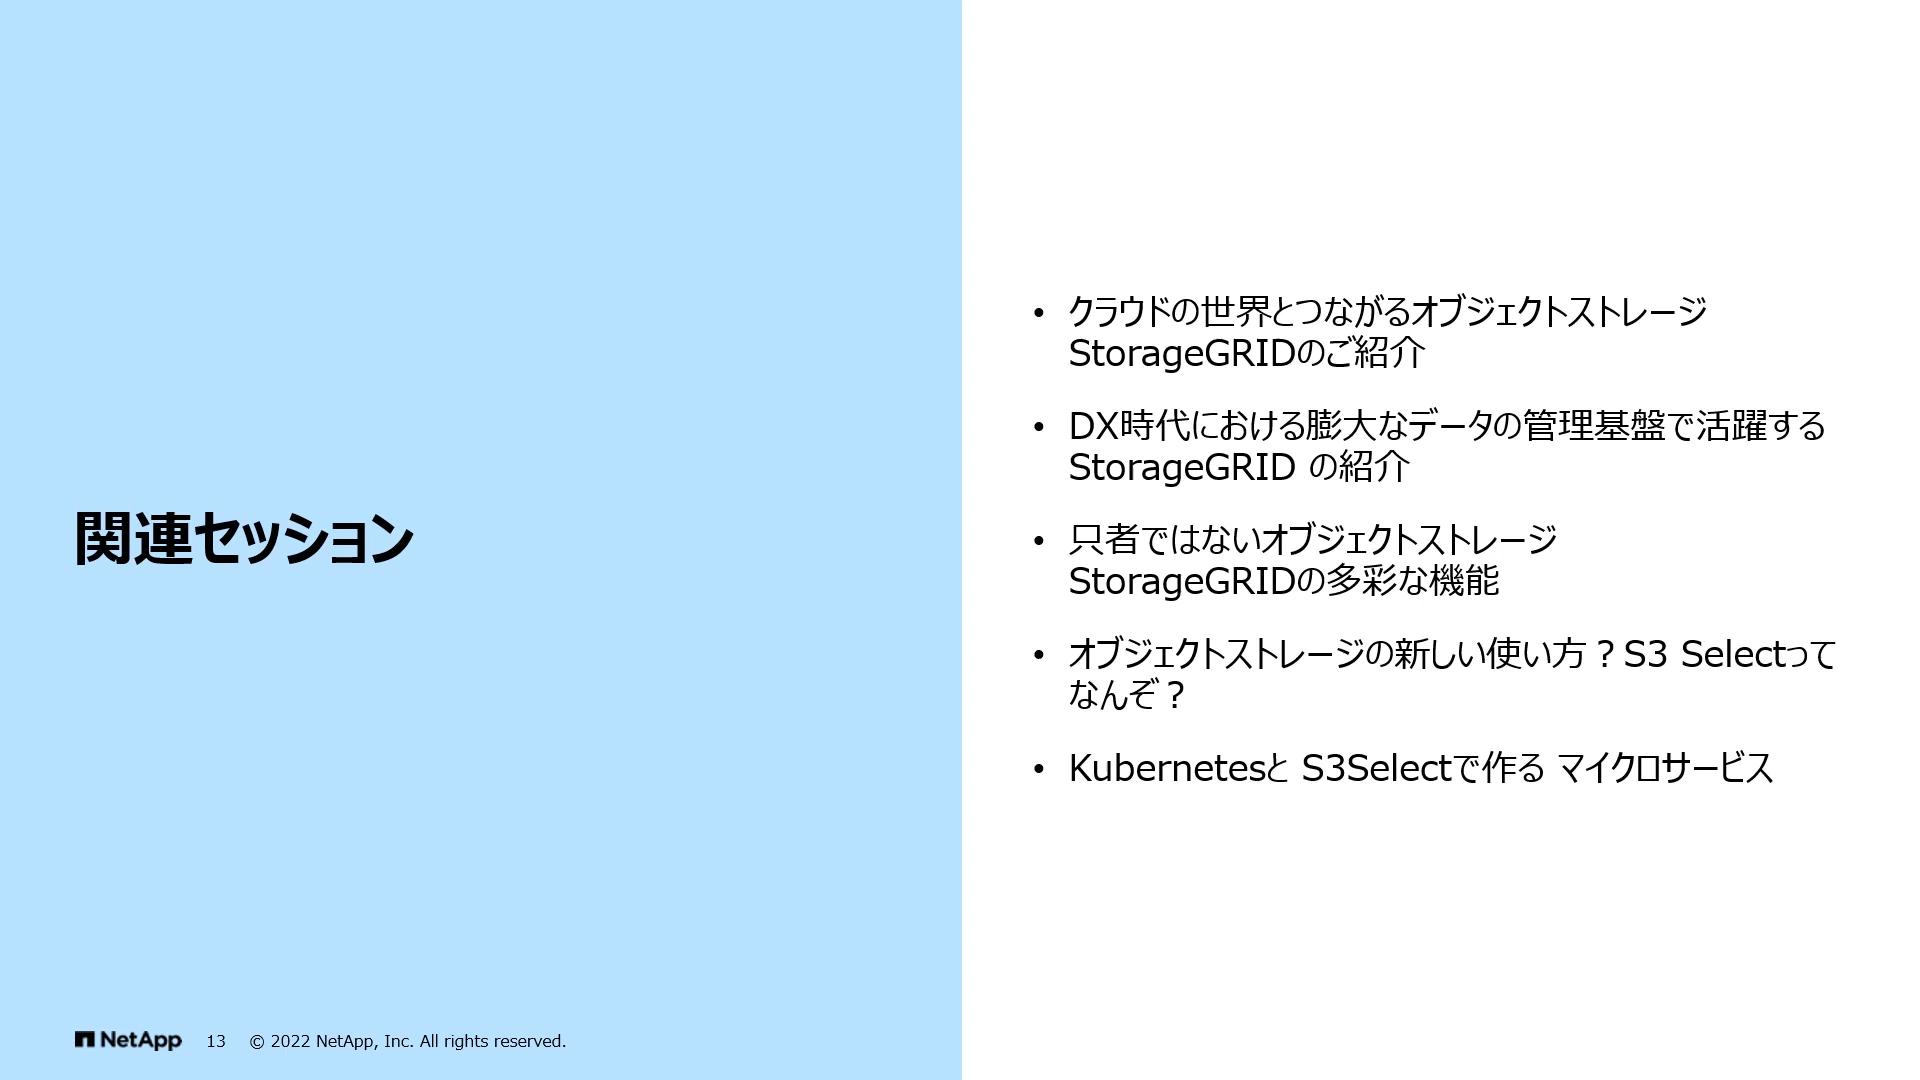 関連セッション
• クラウドの世界とつながるオブジェクトストレージ
StorageGRIDのご紹介
• DX時代における膨大なデータの管理基盤で活躍する
StorageGRID の紹介
• 只者ではないオブジェクトストレージ
StorageGRIDの多彩な機能
• オブジェクトストレージの新しい使い方？S3 Selectって
なんぞ？
• Kubernetesと S3Selectで作る マイクロサービス
NetApp 13 © 2022 NetApp, Inc. All rights reserved.